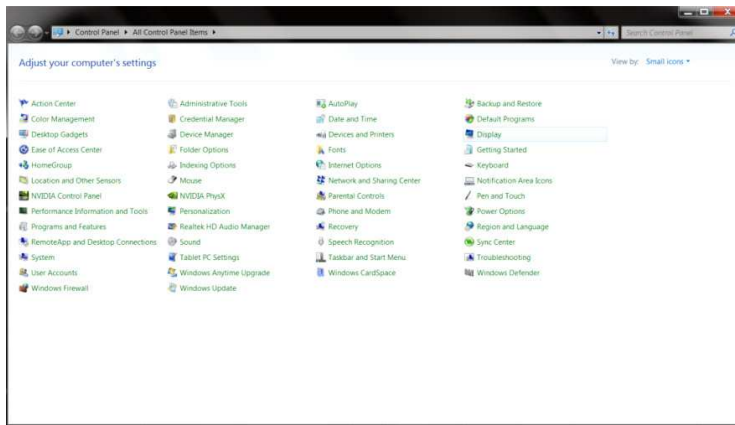 Control Panel ▸ All Control Panel Items ▸
Search Control Panel
Adjust your computer's settings
View by: Small icons
Action Center
Administrative Tools
AutoPlay
Backup and Restore
Color Management
Credential Manager
Date and Time
Default Programs
Desktop Gadgets
Device Manager
Devices and Printers
Display
Ease of Access Center
Folder Options
Fonts
Getting Started
HomeGroup
Indexing Options
Internet Options
Keyboard
Location and Other Sensors
Mouse
Network and Sharing Center
Notification Area Icons
NVIDIA Control Panel
NVIDIA PhysX
Parental Controls
Pen and Touch
Performance Information and Tools
Personalization
Phone and Modem
Power Options
Programs and Features
Realtek HD Audio Manager
Recovery
Region and Language
RemoteApp and Desktop Connections
Sound
Speech Recognition
Sync Center
System
Tablet PC Settings
Taskbar and Start Menu
Troubleshooting
User Accounts
Windows Anytime Upgrade
Windows CardSpace
Windows Defender
Windows Firewall
Windows Update